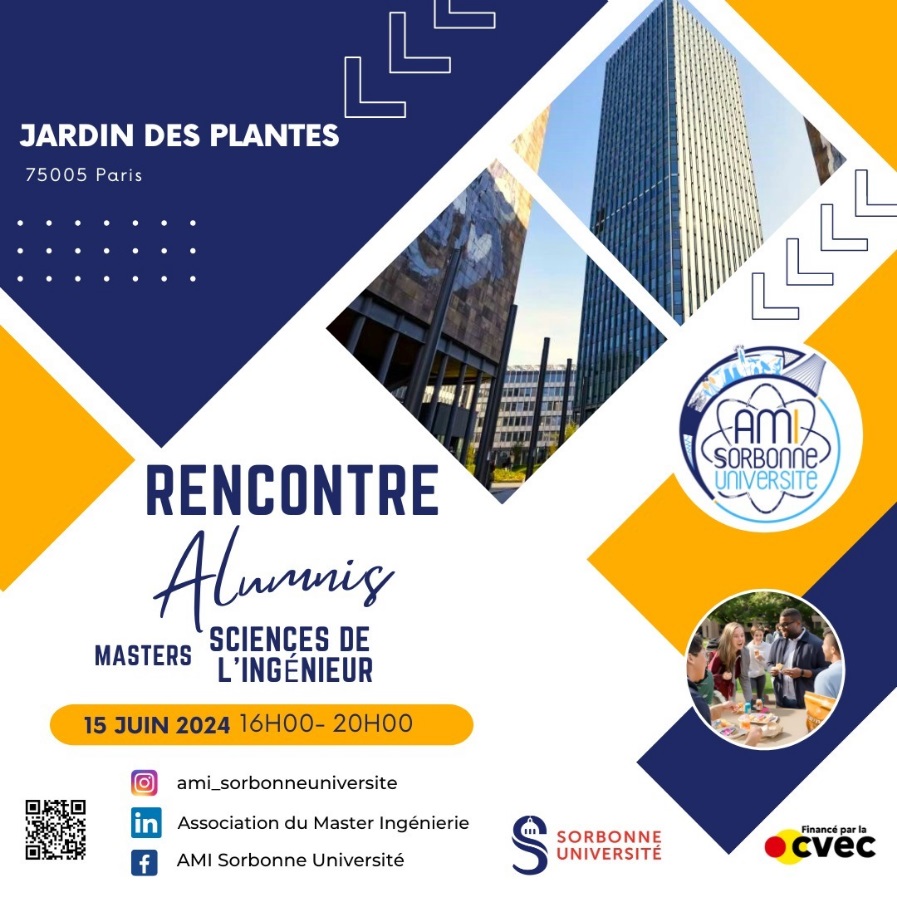 JARDIN DES PLANTES
75005 Paris
AMI
SORBONNE
UNIVERSITE
RENCONTRE
Alumnis
MASTERS SCIENCES DE
L'INGÉNIEUR
15 JUIN 2024 16H00- 20H00
ami_sorbonneuniversite
Association du Master Ingénierie
AMI Sorbonne Université
SORBONNE
UNIVERSITÉ
Financé par la
cvec